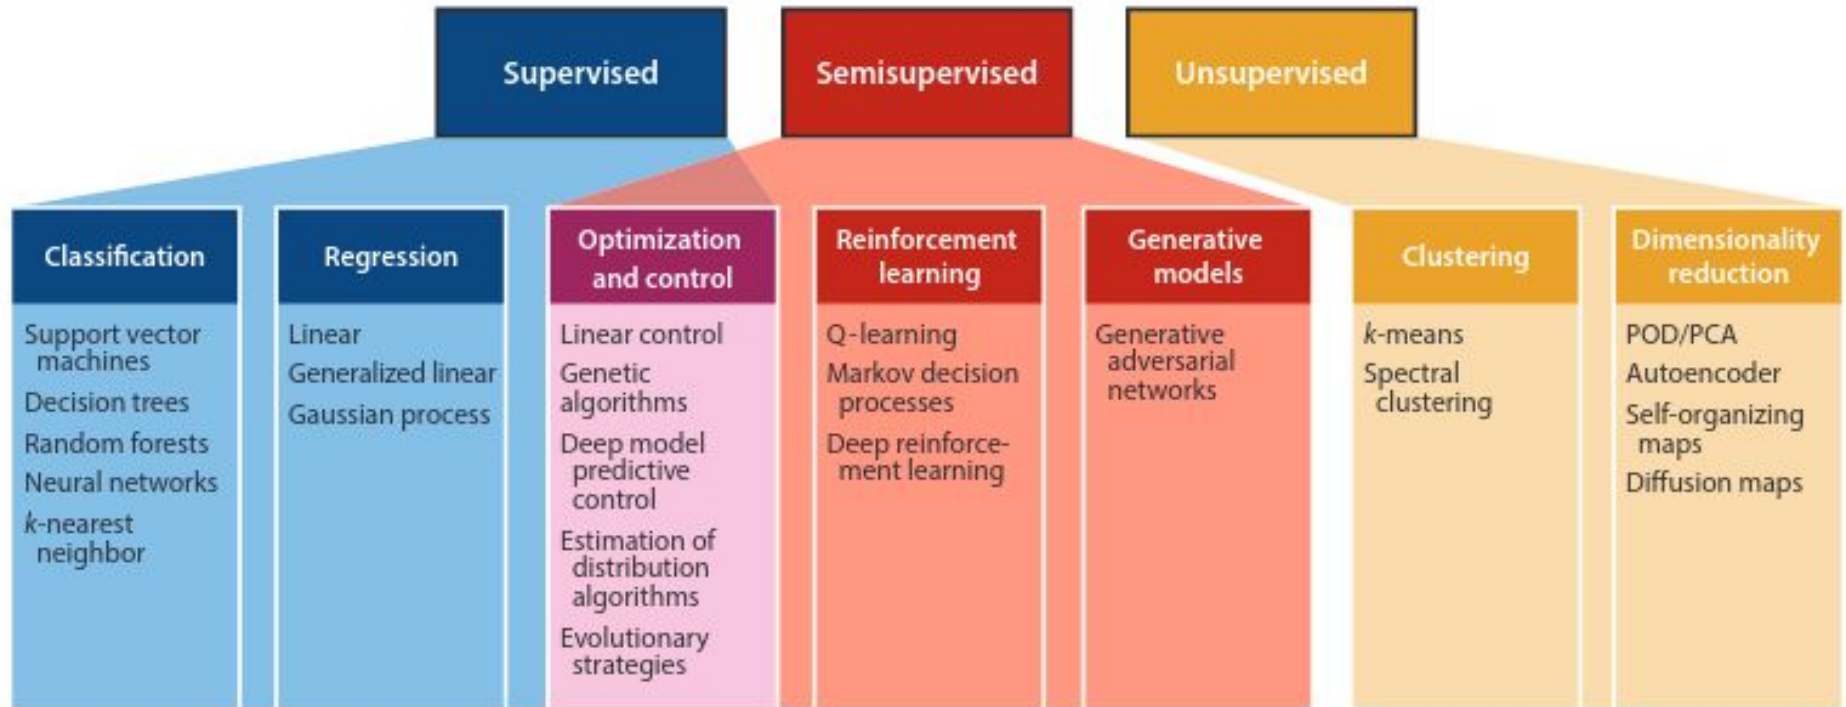 Supervised
Semisupervised
Unsupervised
Classification
Support vector
machines
Decision trees
Random forests
Neural networks
k-nearest
neighbor
Regression
Linear
Generalized linear
Gaussian process
Optimization
and control
Linear control
Genetic
algorithms
Deep model
predictive
control
Estimation of
distribution
algorithms
Evolutionary
strategies
Reinforcement
learning
Q-learning
Markov decision
processes
Deep reinforce-
ment learning
Generative
models
Generative
adversarial
networks
Clustering
k-means
Spectral
clustering
Dimensionality
reduction
POD/PCA
Autoencoder
Self-organizing
maps
Diffusion maps